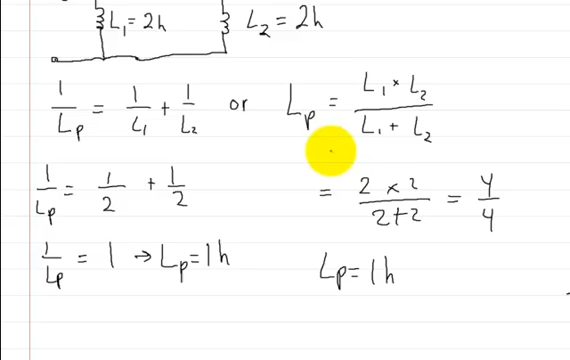 L₁ = 2h L₂ = 2h
1/Lp = 1/L₁ + 1/L₂ or Lp = L₁ × L₂ / L₁ + L₂
1/Lp = 1/2 + 1/2 = 2 × 2 / 2+2 = 4/4
1/Lp = 1 → Lp = 1h Lp = 1h